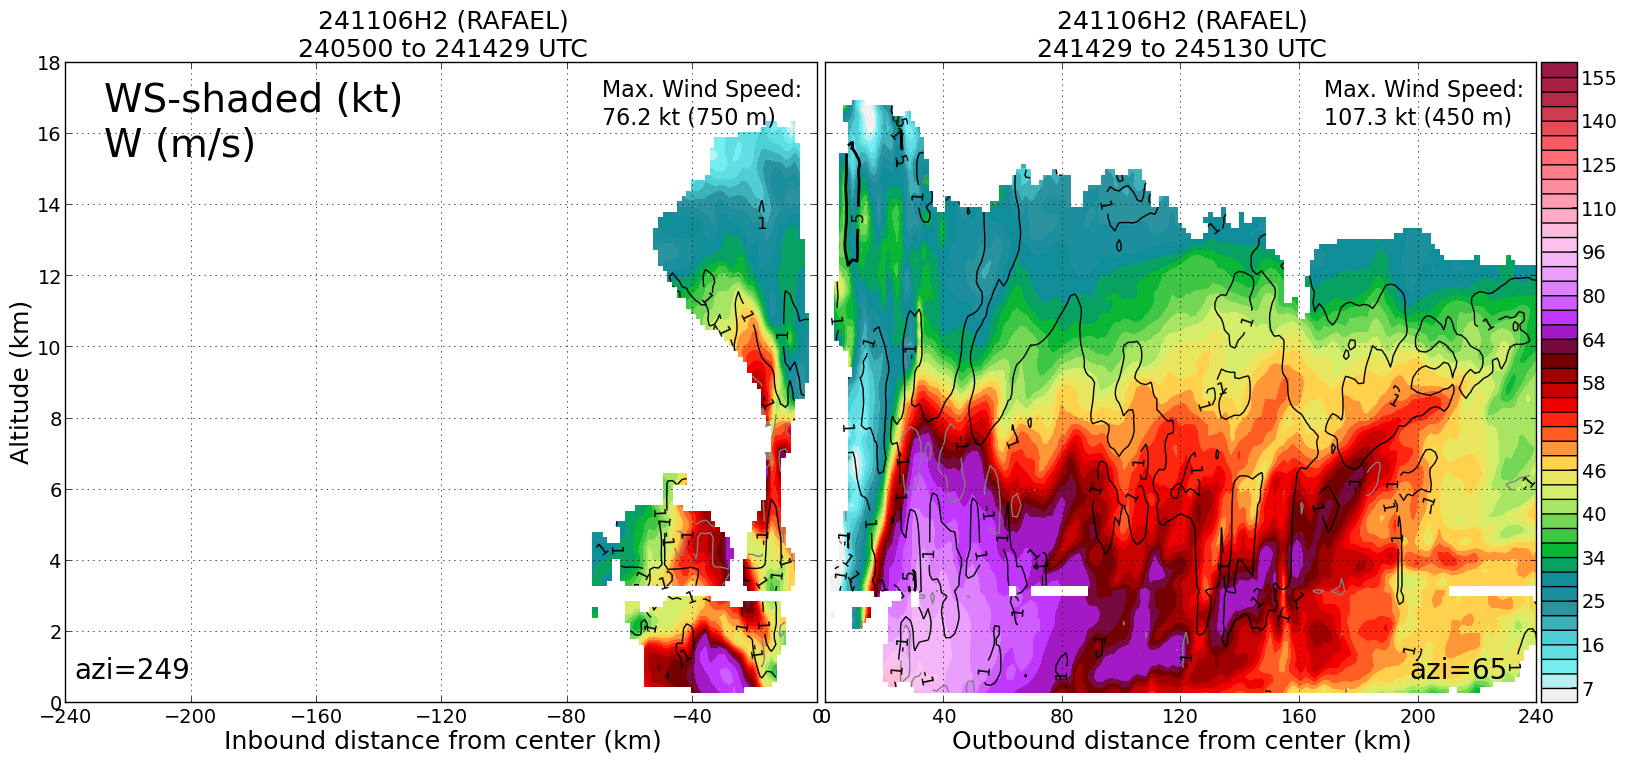 241106H2 (RAFAEL)
240500 to 241429 UTC
241106H2 (RAFAEL)
241429 to 245130 UTC
WS-shaded (kt)
W (m/s)
Max. Wind Speed:
76.2 kt (750 m)
Max. Wind Speed:
107.3 kt (450 m)
azi=249
azi=65
Altitude (km)
18
16
14
12
10
8
6
4
2
0
−240
−200
−160
−120
−80
−40
0
0
40
80
120
160
200
240
Inbound distance from center (km)
Outbound distance from center (km)
155
140
125
110
96
80
64
58
52
46
40
34
25
16
7